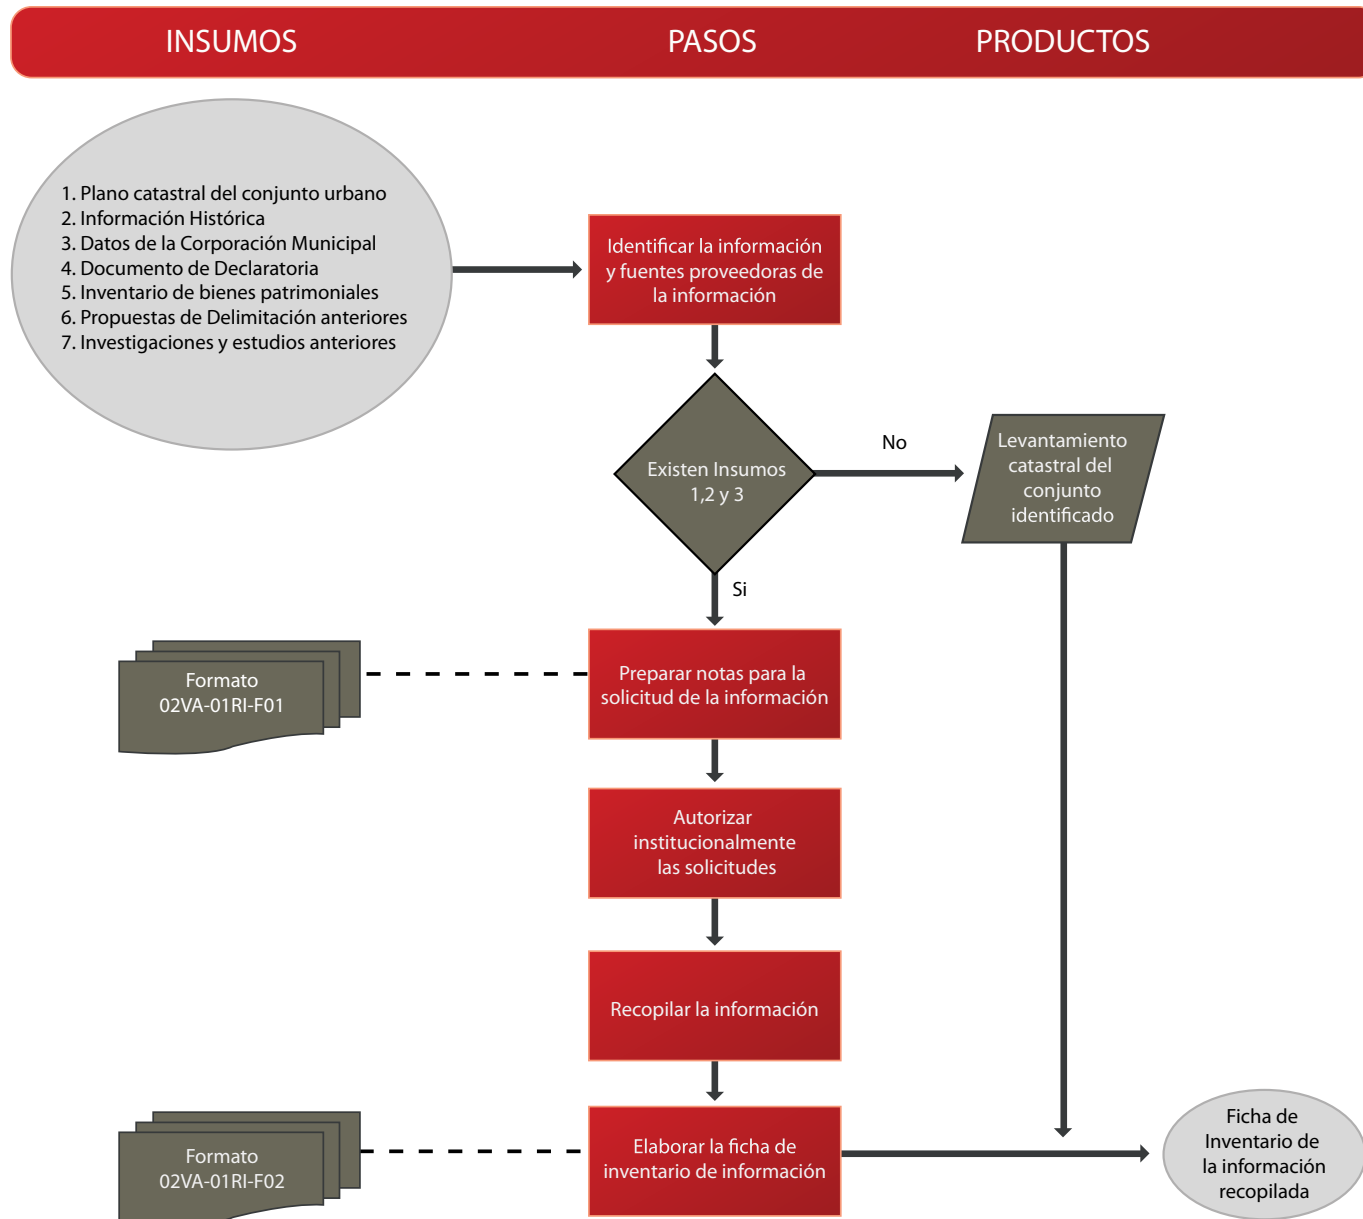 INSUMOS
PASOS
PRODUCTOS
1. Plano catastral del conjunto urbano
2. Información Histórica
3. Datos de la Corporación Municipal
4. Documento de Declaratoria
5. Inventario de bienes patrimoniales
6. Propuestas de Delimitación anteriores
7. Investigaciones y estudios anteriores
Identificar la información
y fuentes proveedoras de
la información
Existen Insumos
1,2 y 3
No
Levantamiento
catastral del
conjunto
identificado
Si
Formato
02VA-01RI-F01
Preparar notas para la
solicitud de la información
Autorizar
institucionalmente
las solicitudes
Recopilar la información
Formato
02VA-01RI-F02
Elaborar la ficha de
inventario de información
Ficha de
Inventario de
la información
recopilada